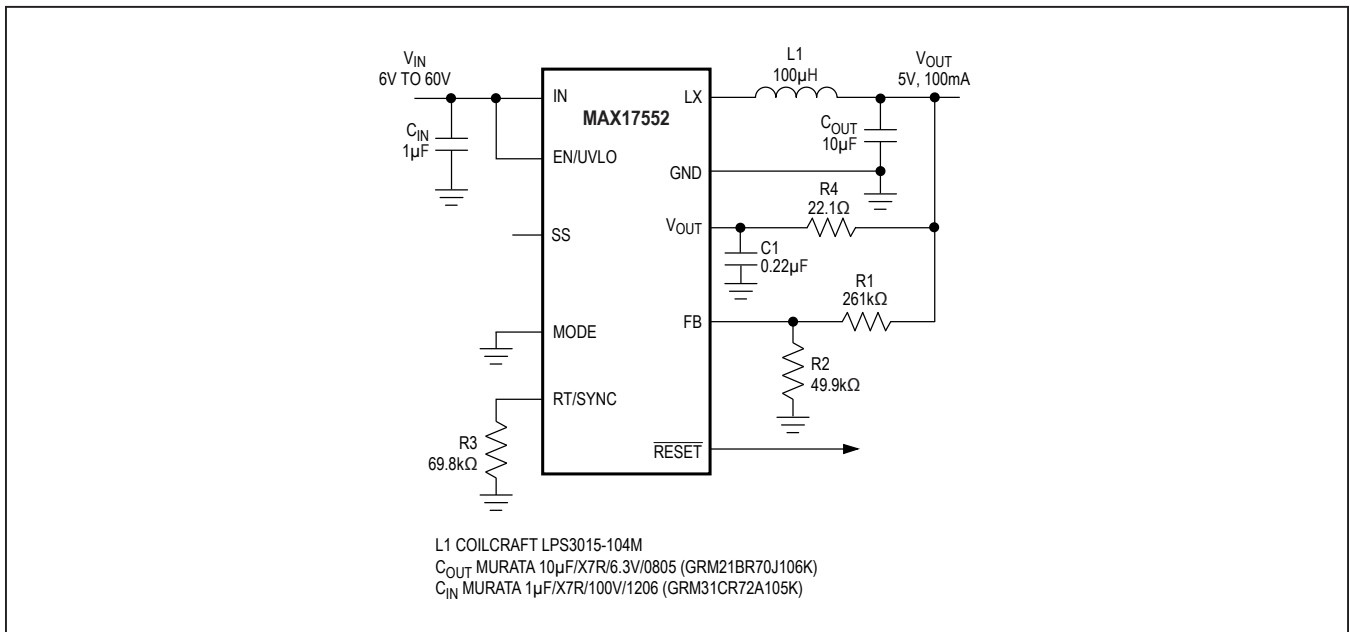 V_IN
6V TO 60V
C_IN
1µF
IN
MAX17552
EN/UVLO
SS
MODE
RT/SYNC
R3
69.8kΩ
LX
GND
V_OUT
FB
RESET
L1
100µH
V_OUT
5V, 100mA
C_OUT
10µF
R4
22.1Ω
C1
0.22µF
R1
261kΩ
R2
49.9kΩ
L1 COILCRAFT LPS3015-104M
C_OUT MURATA 10µF/X7R/6.3V/0805 (GRM21BR70J106K)
C_IN MURATA 1µF/X7R/100V/1206 (GRM31CR72A105K)